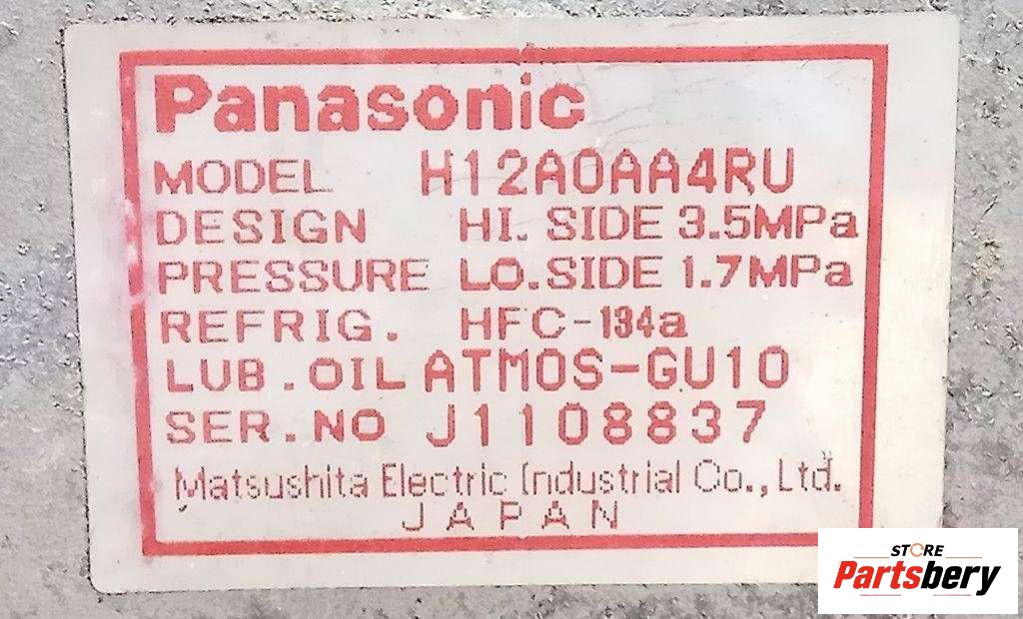 Panasonic
MODEL H12A0AA4RU
DESIGN HI. SIDE 3.5MPa
PRESSURE LO.SIDE 1.7MPa
REFRIG. HFC-134a
LUB.OIL ATMOS-GU10
SER.NO J1108837
Matsushita Electric Industrial Co.,Ltd.
JAPAN
STORE
Partsbery